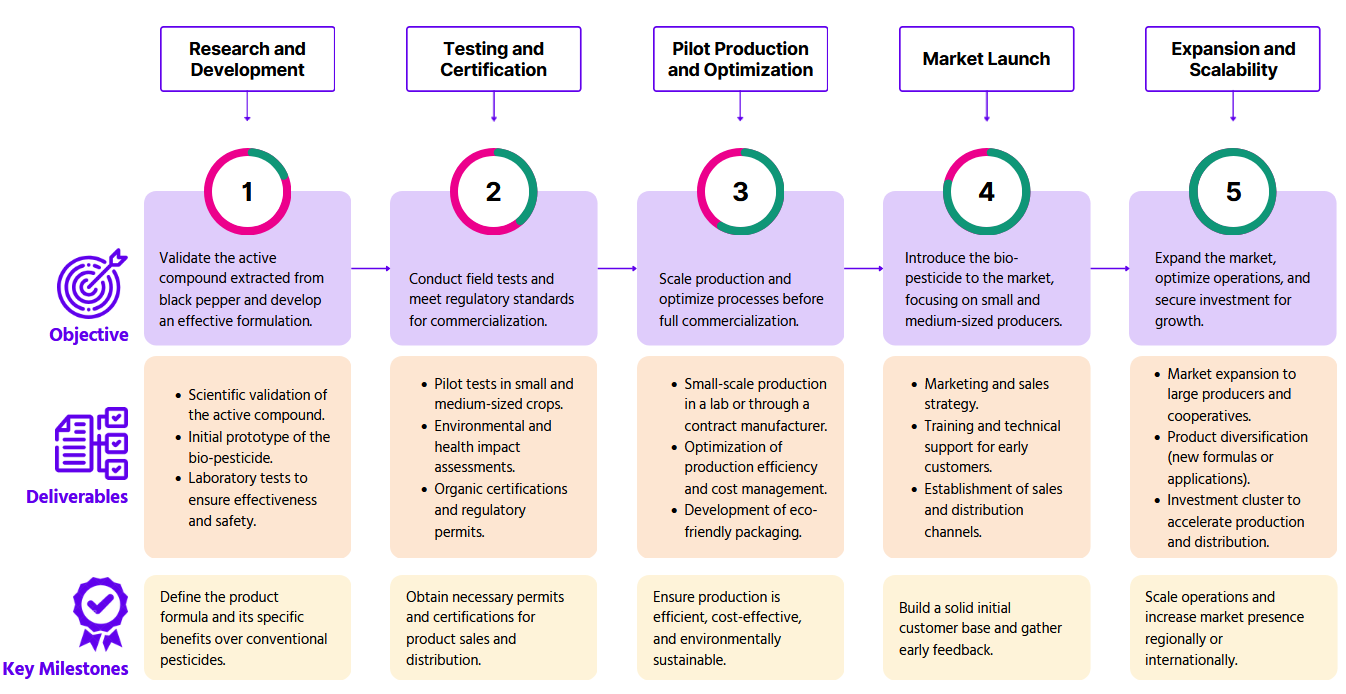 Research and
Development
Testing and
Certification
Pilot Production
and Optimization
Market Launch
Expansion and
Scalability
1
2
3
4
5
Objective
Validate the active
compound extracted from
black pepper and develop
an effective formulation.
Conduct field tests and
meet regulatory standards
for commercialization.
Scale production and
optimize processes before
full commercialization.
Introduce the bio-
pesticide to the market,
focusing on small and
medium-sized producers.
Expand the market,
optimize operations, and
secure investment for
growth.
Deliverables
• Scientific validation of
the active compound.
• Initial prototype of the
bio-pesticide.
• Laboratory tests to
ensure effectiveness
and safety.
• Pilot tests in small and
medium-sized crops.
• Environmental and
health impact
assessments.
• Organic certifications
and regulatory
permits.
• Small-scale production
in a lab or through a
contract manufacturer.
• Optimization of
production efficiency
and cost management.
• Development of eco-
friendly packaging.
• Marketing and sales
strategy.
• Training and technical
support for early
customers.
• Establishment of sales
and distribution
channels.
• Market expansion to
large producers and
cooperatives.
• Product diversification
(new formulas or
applications).
• Investment cluster to
accelerate production
and distribution.
Key Milestones
Define the product
formula and its specific
benefits over conventional
pesticides.
Obtain necessary permits
and certifications for
product sales and
distribution.
Ensure production is
efficient, cost-effective,
and environmentally
sustainable.
Build a solid initial
customer base and gather
early feedback.
Scale operations and
increase market presence
regionally or
internationally.